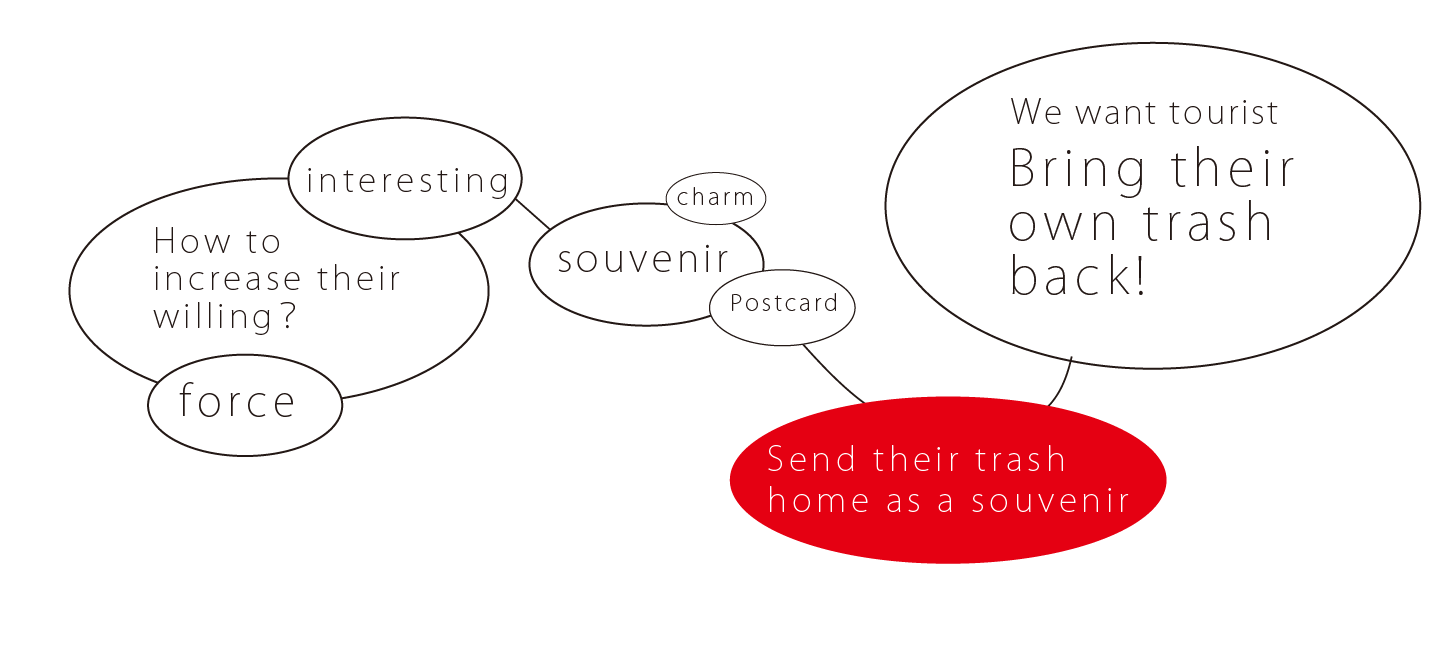 interesting
How to
increase their
willing?
force
charm
souvenir
Postcard
We want tourist
Bring their
own trash
back!
Send their trash
home as a souvenir